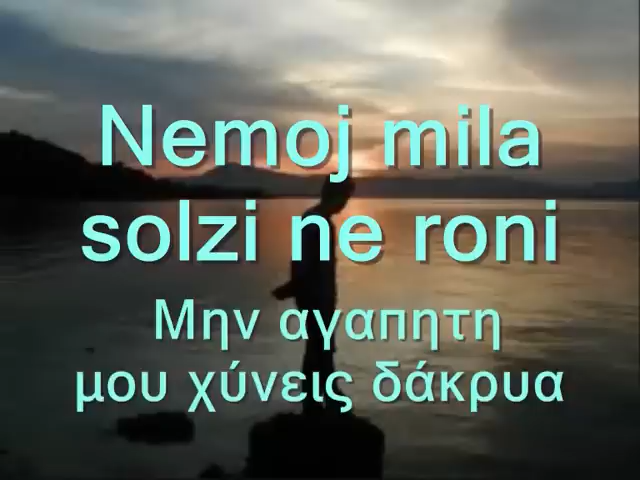 Nemoj mila
solzi ne roni
Μην αγαπητη
μου χύνεις δάκρυα